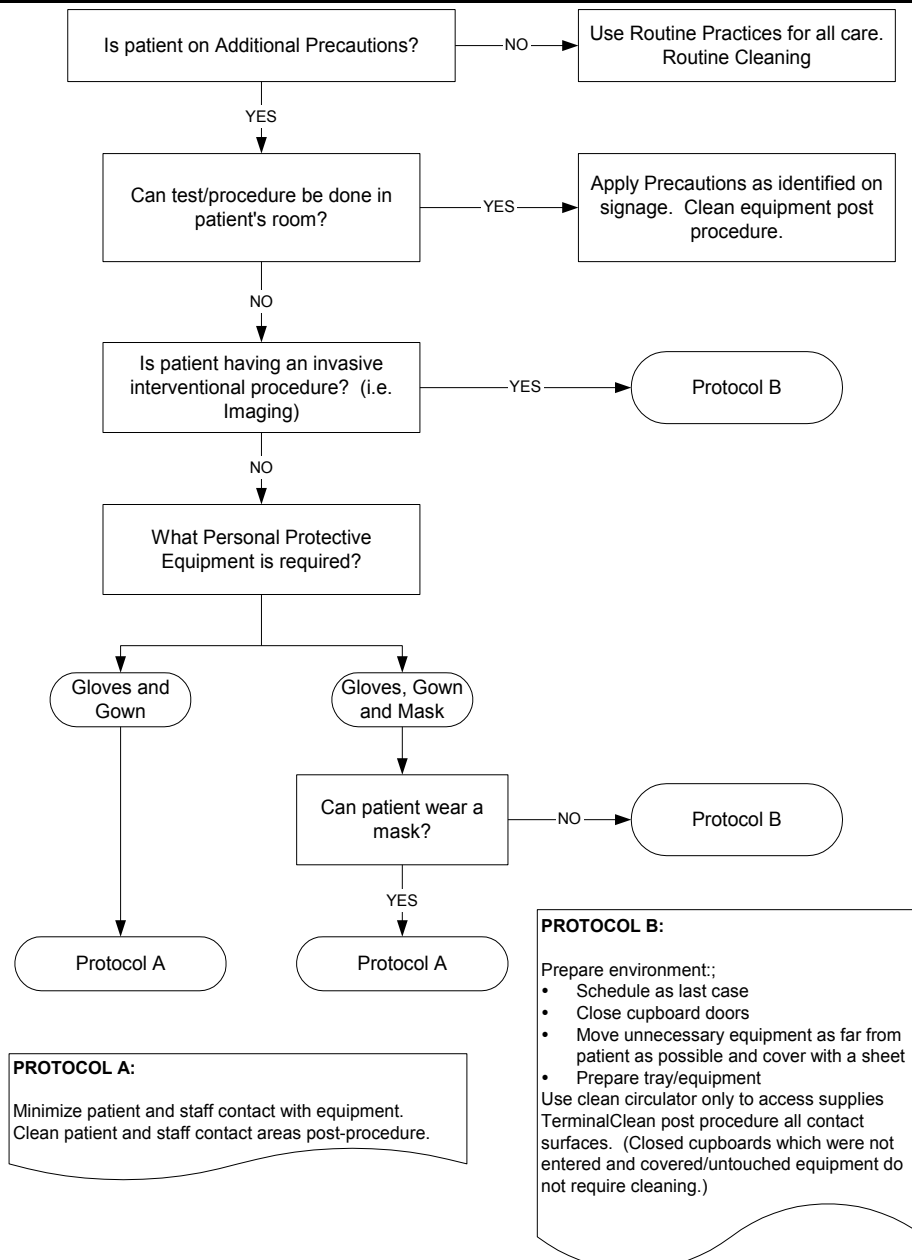 Is patient on Additional Precautions?
NO
Use Routine Practices for all care.
Routine Cleaning
YES
Can test/procedure be done in
patient's room?
YES
Apply Precautions as identified on
signage.  Clean equipment post
procedure.
NO
Is patient having an invasive
interventional procedure?  (i.e.
Imaging)
YES
Protocol B
NO
What Personal Protective
Equipment is required?
Gloves and
Gown
Gloves, Gown
and Mask
Can patient wear a
mask?
NO
Protocol B
YES
Protocol A
Protocol A
PROTOCOL A:
Minimize patient and staff contact with equipment.
Clean patient and staff contact areas post-procedure.
PROTOCOL B:
Prepare environment:;
• Schedule as last case
• Close cupboard doors
• Move unnecessary equipment as far from
patient as possible and cover with a sheet
• Prepare tray/equipment
Use clean circulator only to access supplies
TerminalClean post procedure all contact
surfaces.  (Closed cupboards which were not
entered and covered/untouched equipment do
not require cleaning.)